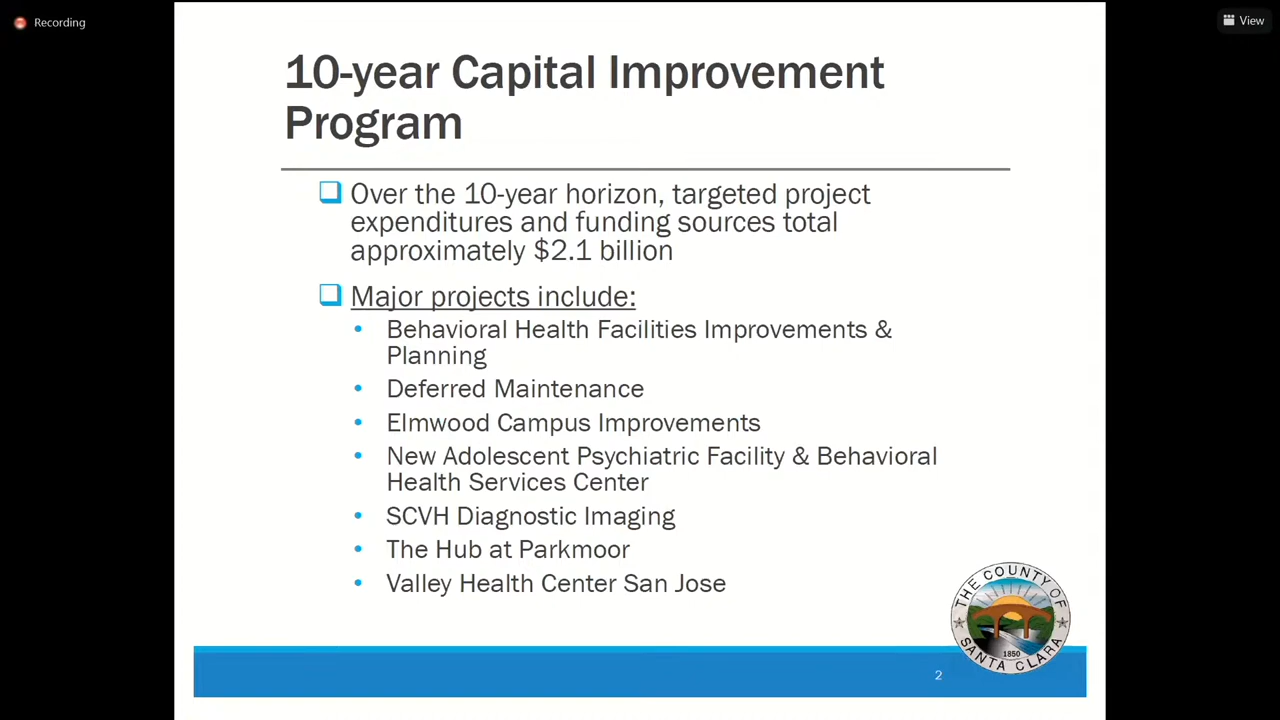 Recording
View
10-year Capital Improvement
Program
Over the 10-year horizon, targeted project
expenditures and funding sources total
approximately $2.1 billion
Major projects include:
• Behavioral Health Facilities Improvements &
Planning
• Deferred Maintenance
• Elmwood Campus Improvements
• New Adolescent Psychiatric Facility & Behavioral
Health Services Center
• SCVH Diagnostic Imaging
• The Hub at Parkmoor
• Valley Health Center San Jose
THE COUNTY OF
SANTA CLARA
1850
2